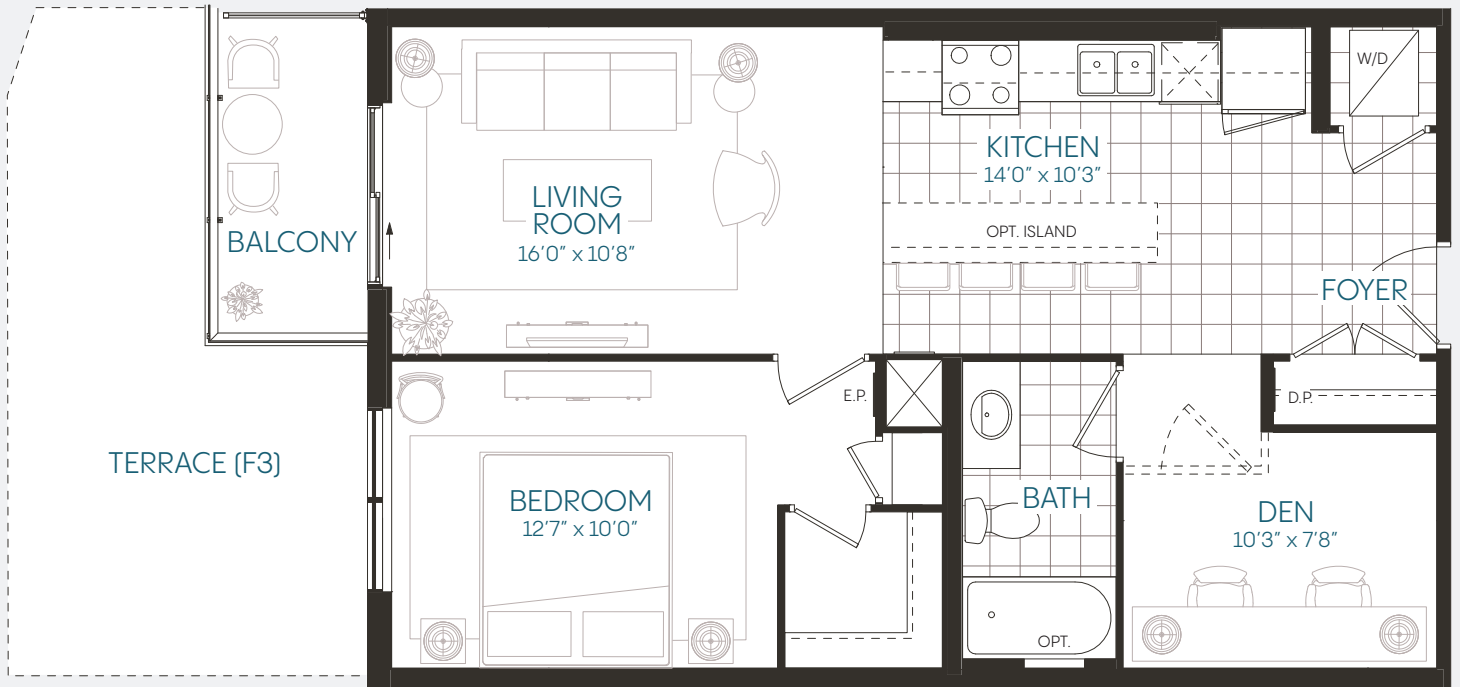 W/D
KITCHEN
14'0" x 10'3"
LIVING
ROOM
16'0" x 10'8"
OPT. ISLAND
BALCONY
FOYER
E.P.
D.P.
TERRACE (F3)
BEDROOM
12'7" x 10'0"
BATH
DEN
10'3" x 7'8"
OPT.